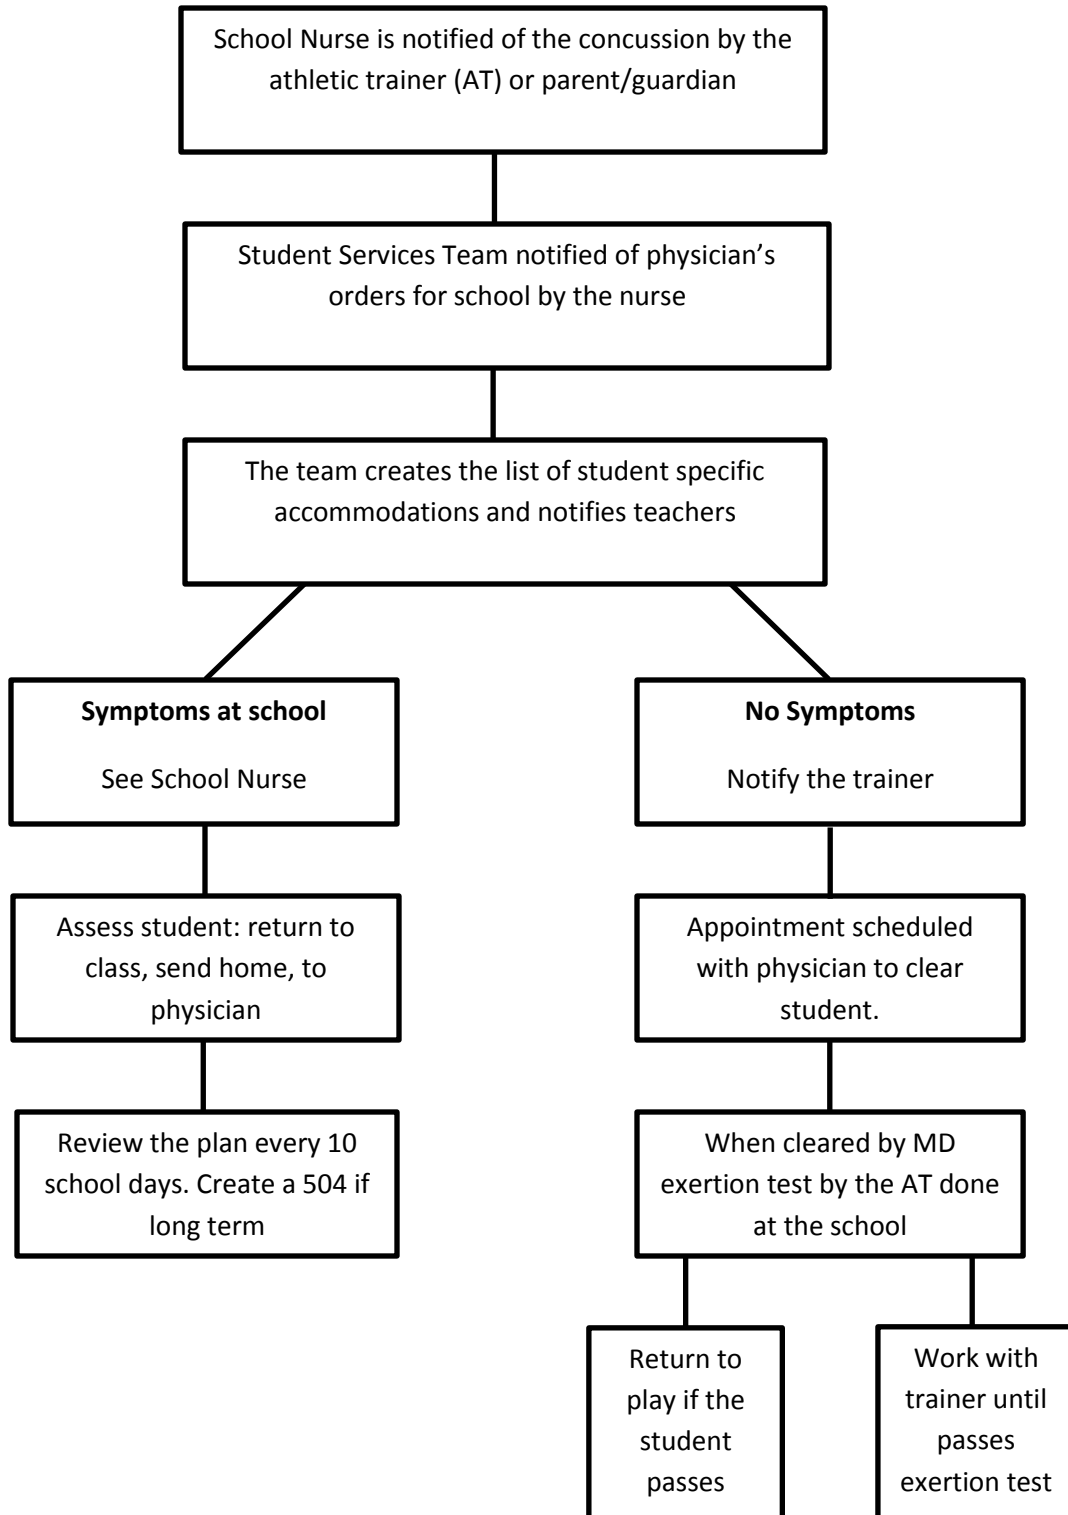 School Nurse is notified of the concussion by the
athletic trainer (AT) or parent/guardian
Student Services Team notified of physician’s
orders for school by the nurse
The team creates the list of student specific
accommodations and notifies teachers
Symptoms at school
See School Nurse
Assess student: return to
class, send home, to
physician
Review the plan every 10
school days. Create a 504 if
long term
No Symptoms
Notify the trainer
Appointment scheduled
with physician to clear
student.
When cleared by MD
exertion test by the AT done
at the school
Return to
play if the
student
passes
Work with
trainer until
passes
exertion test